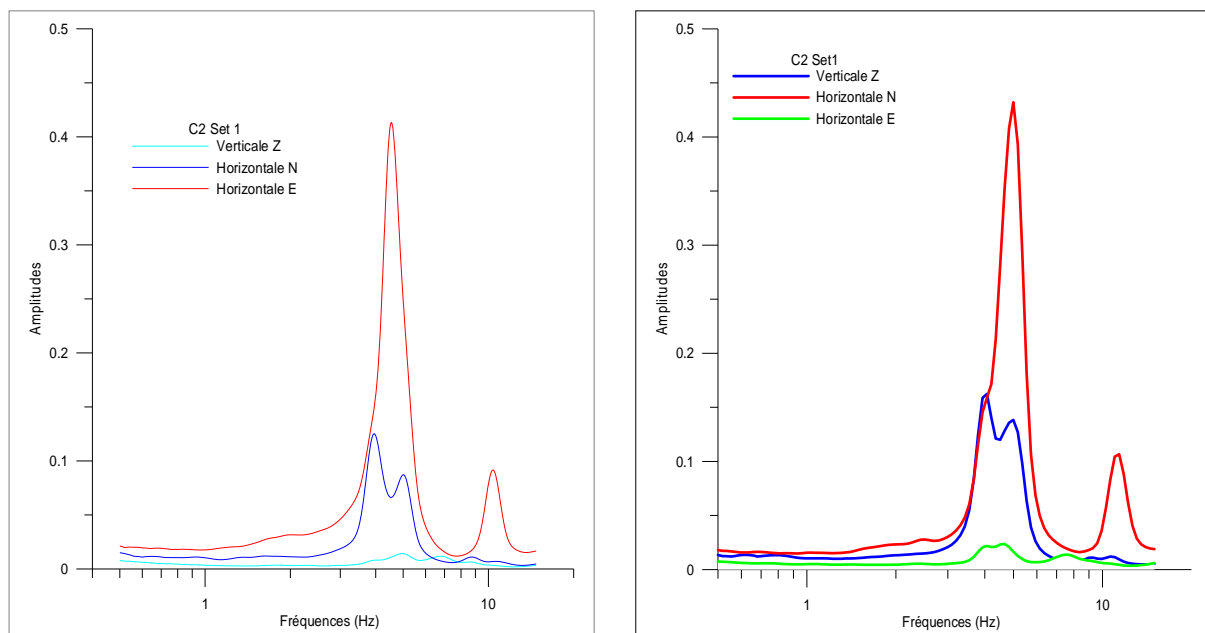 0.5
0.4
0.3
0.2
0.1
0
Amplitudes
C2 Set 1
Verticale Z
Horizontale N
Horizontale E
1
10
Fréquences (Hz)
0.5
0.4
0.3
0.2
0.1
0
Amplitudes
C2 Set1
Verticale Z
Horizontale N
Horizontale E
1
10
Fréquences (Hz)